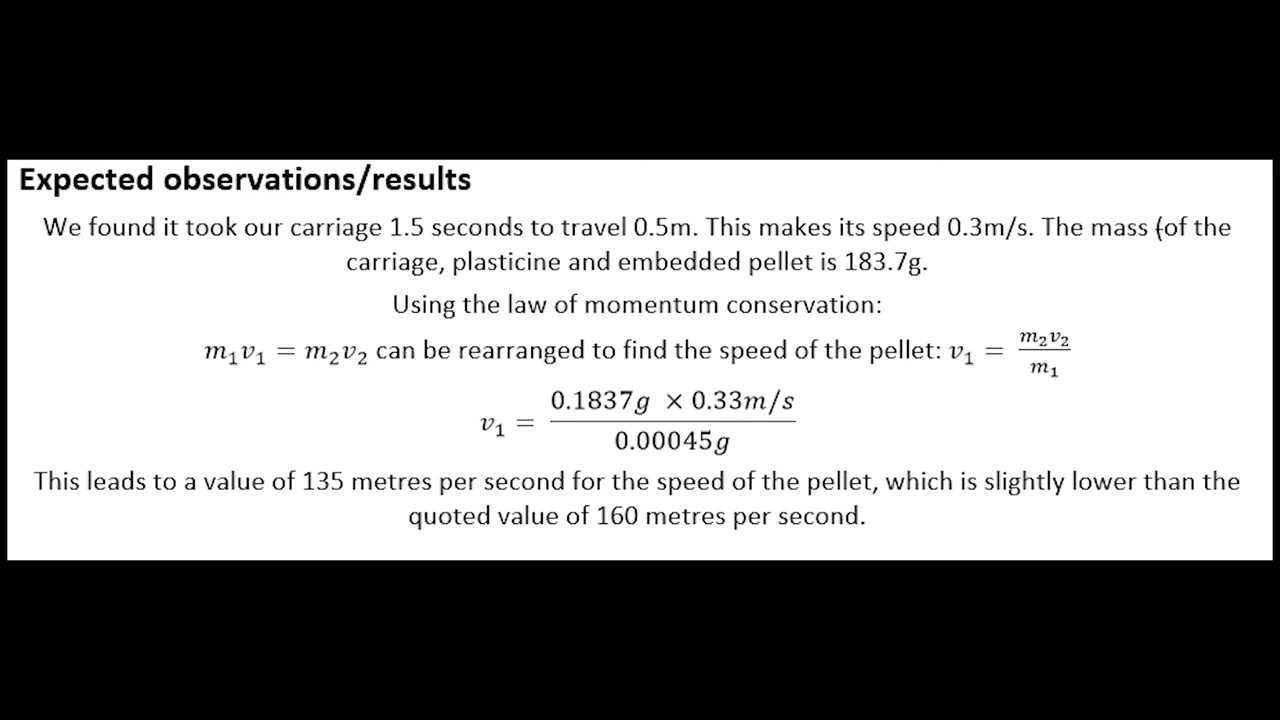 Expected observations/results
We found it took our carriage 1.5 seconds to travel 0.5m. This makes its speed 0.3m/s. The mass (of the
carriage, plasticine and embedded pellet is 183.7g.
Using the law of momentum conservation:
m₁v₁ = m₂v₂ can be rearranged to find the speed of the pellet: v₁ = m₂v₂/m₁
v₁ = 0.1837g × 0.33m/s / 0.00045g
This leads to a value of 135 metres per second for the speed of the pellet, which is slightly lower than the
quoted value of 160 metres per second.